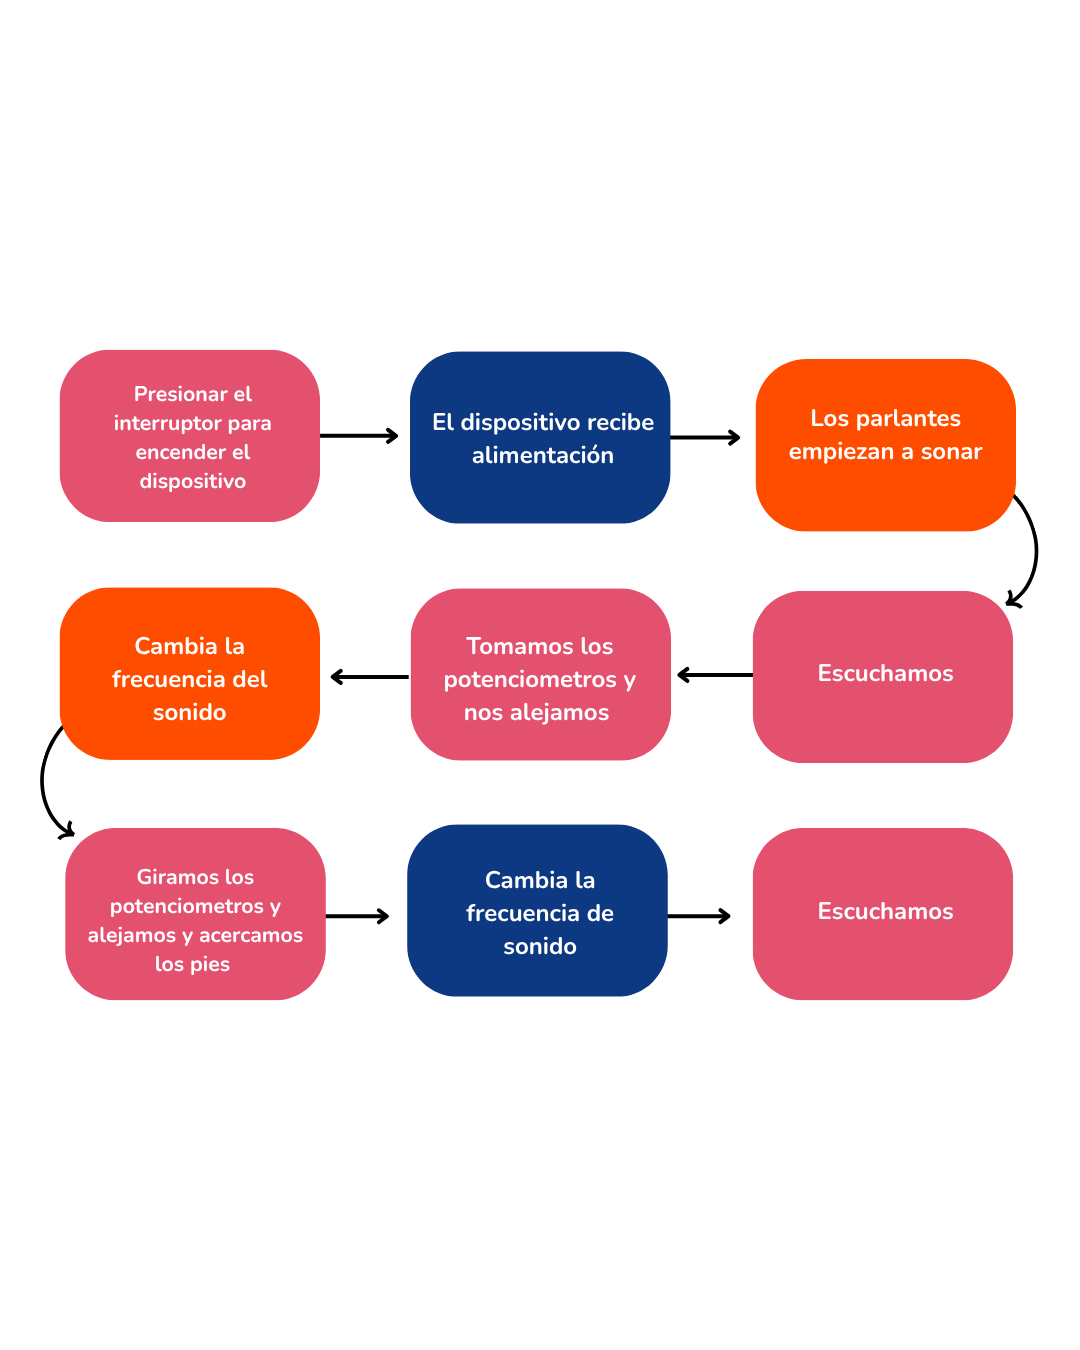 Presionar el
interruptor para
encender el
dispositivo
El dispositivo recibe
alimentación
Los parlantes
empiezan a sonar
Escuchamos
Tomamos los
potenciometros y
nos alejamos
Cambia la
frecuencia del
sonido
Giramos los
potenciometros y
alejamos y acercamos
los pies
Cambia la
frecuencia de
sonido
Escuchamos